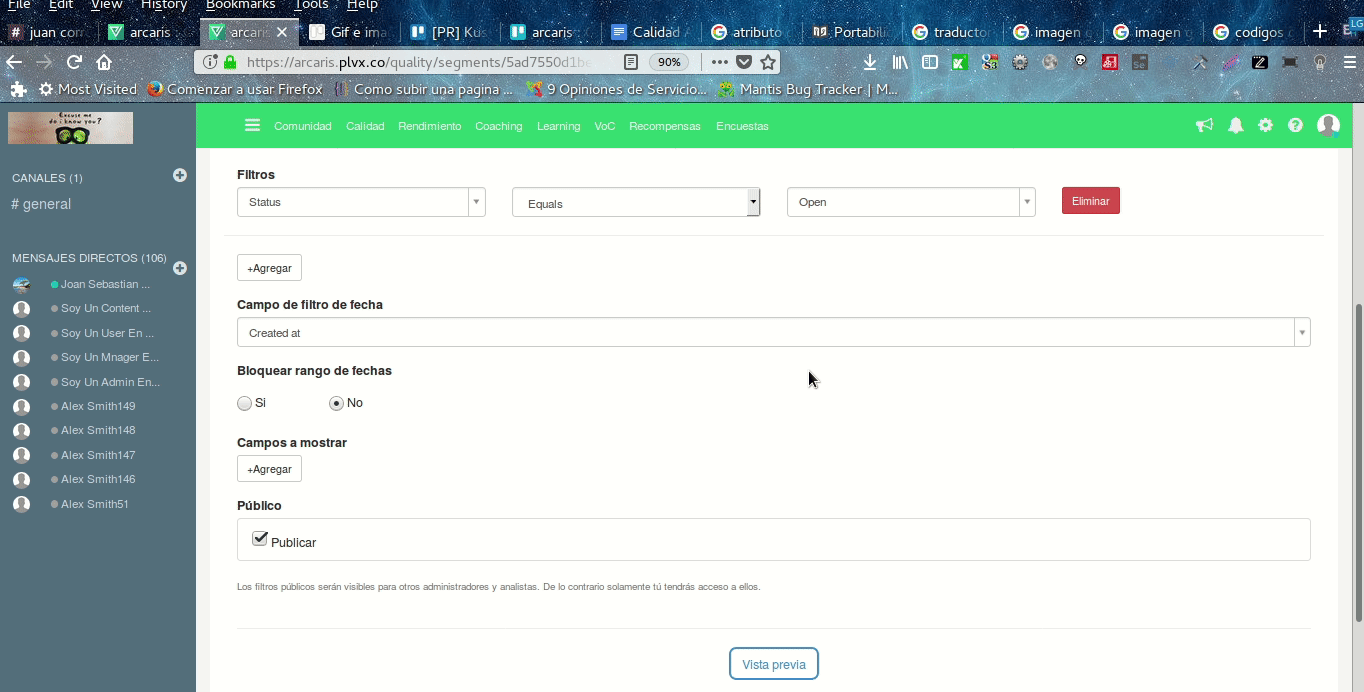 File Edit View History Bookmarks Tools Help
# juan cor arcaris arcaris Gif e ima [PR] Kus arcaris Calidad atributo Portabili traducto imagen imagen codigos
https://arcaris.plvx.co/quality/segments/5ad7550d1be 90%
Most Visited Comenzar a usar Firefox Como subir una pagina ... 9 Opiniones de Servicio... Mantis Bug Tracker | M...
Excuse me
do i know you?
Comunidad Calidad Rendimiento Coaching Learning VoC Recompensas Encuestas
CANALES (1)
# general
MENSAJES DIRECTOS (106)
Joan Sebastian ...
Soy Un Content ...
Soy Un User En ...
Soy Un Mnager E...
Soy Un Admin En...
Alex Smith149
Alex Smith148
Alex Smith147
Alex Smith146
Alex Smith51
Filtros
Status Equals Open Eliminar
+Agregar
Campo de filtro de fecha
Created at
Bloquear rango de fechas
Si No
Campos a mostrar
+Agregar
Público
Publicar
Los filtros públicos serán visibles para otros administradores y analistas. De lo contrario solamente tú tendrás acceso a ellos.
Vista previa